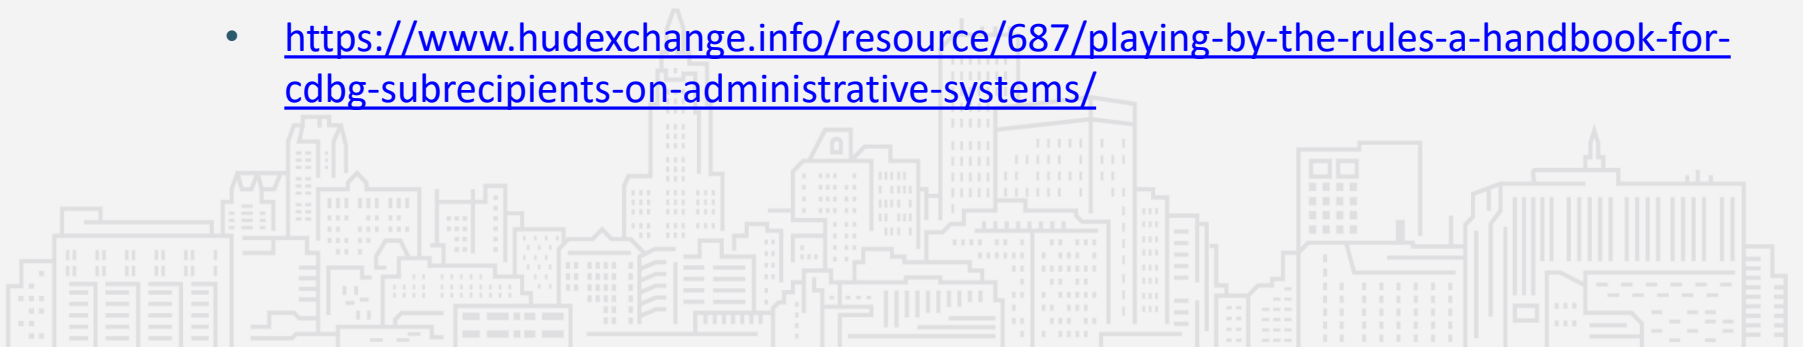 • https://www.hudexchange.info/resource/687/playing-by-the-rules-a-handbook-for-
cdbg-subrecipients-on-administrative-systems/